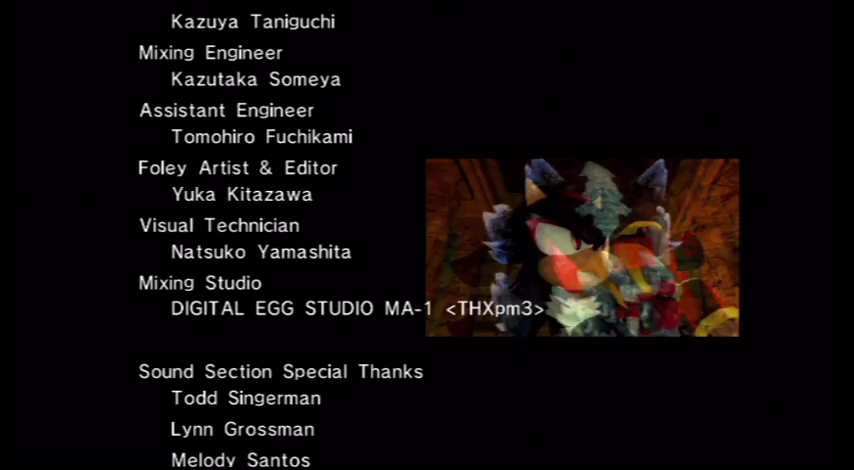 Kazuya Taniguchi
Mixing Engineer
Kazutaka Someya
Assistant Engineer
Tomohiro Fuchikami
Foley Artist & Editor
Yuka Kitazawa
Visual Technician
Natsuko Yamashita
Mixing Studio
DIGITAL EGG STUDIO MA-1 <THXpm3>
Sound Section Special Thanks
Todd Singerman
Lynn Grossman
Melody Santos